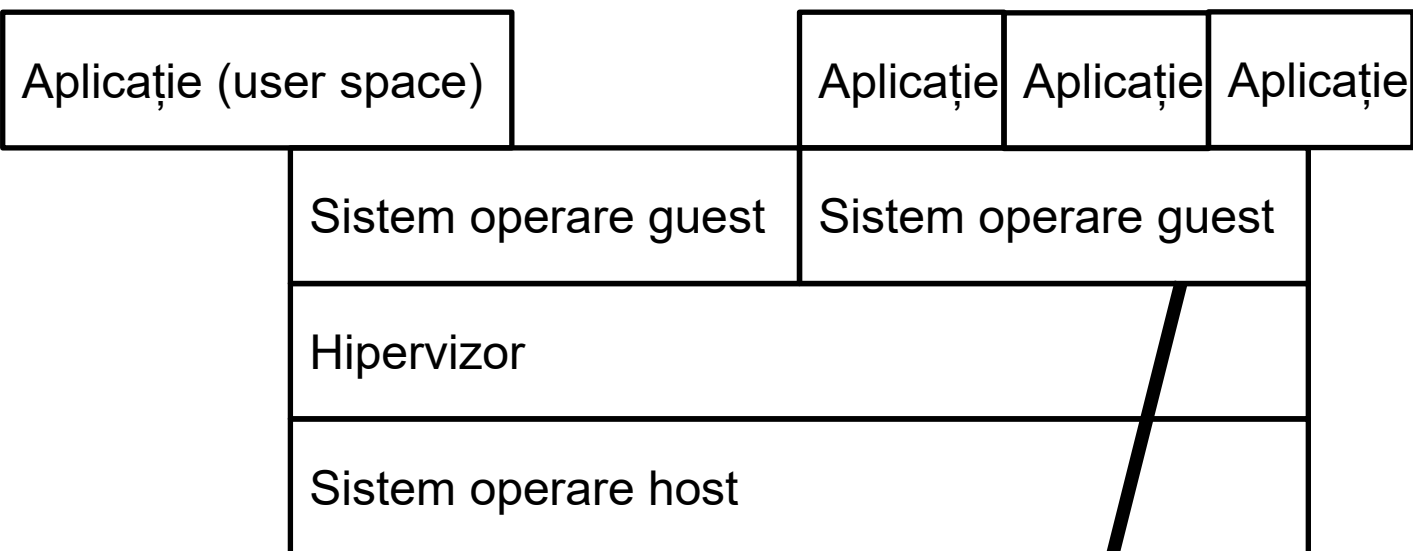 Aplicație (user space)
Aplicație
Aplicație
Aplicație
Sistem operare guest
Sistem operare guest
Hipervizor
Sistem operare host